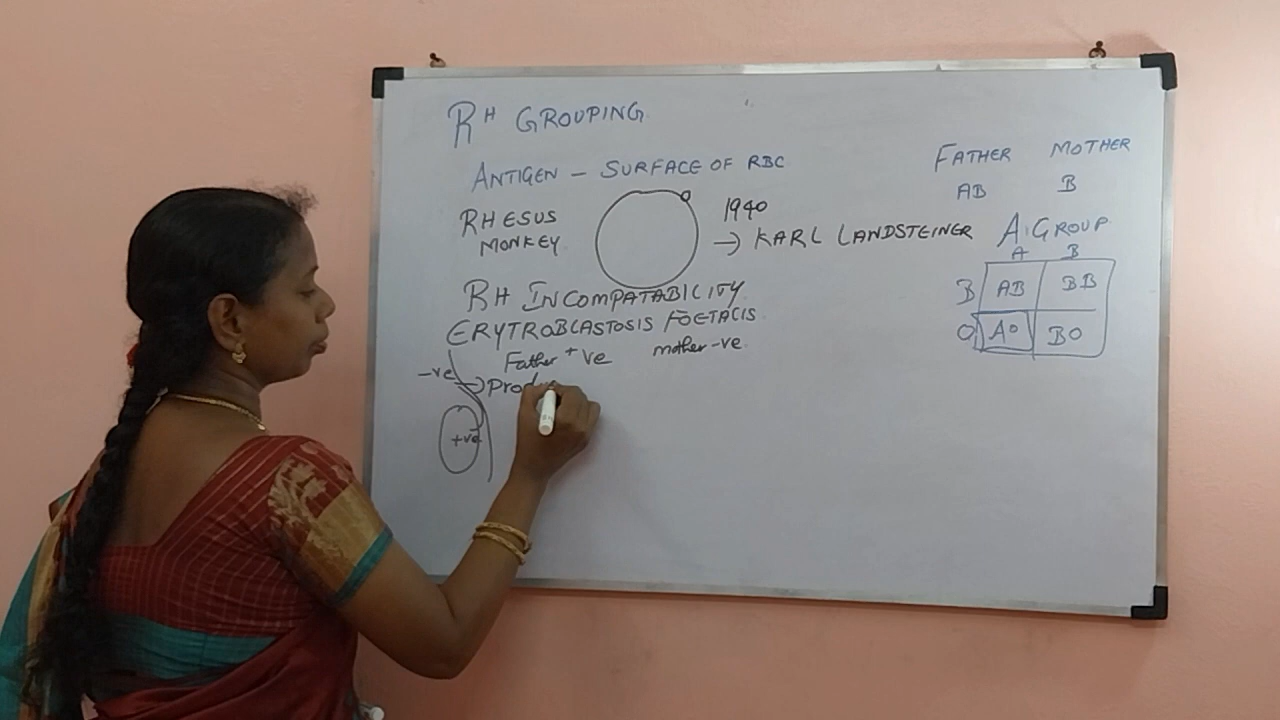 RH GROUPING
ANTIGEN – SURFACE OF RBC
RHESUS
MONKEY
1940
→ KARL LANDSTEINER
RH INCOMPATABILITY
ERYTROBLASTOSIS FOETALIS
Father +ve mother -ve
-ve → Prod
+ve
FATHER MOTHER
AB B
A GROUP
A B
B AB BB
O AO BO